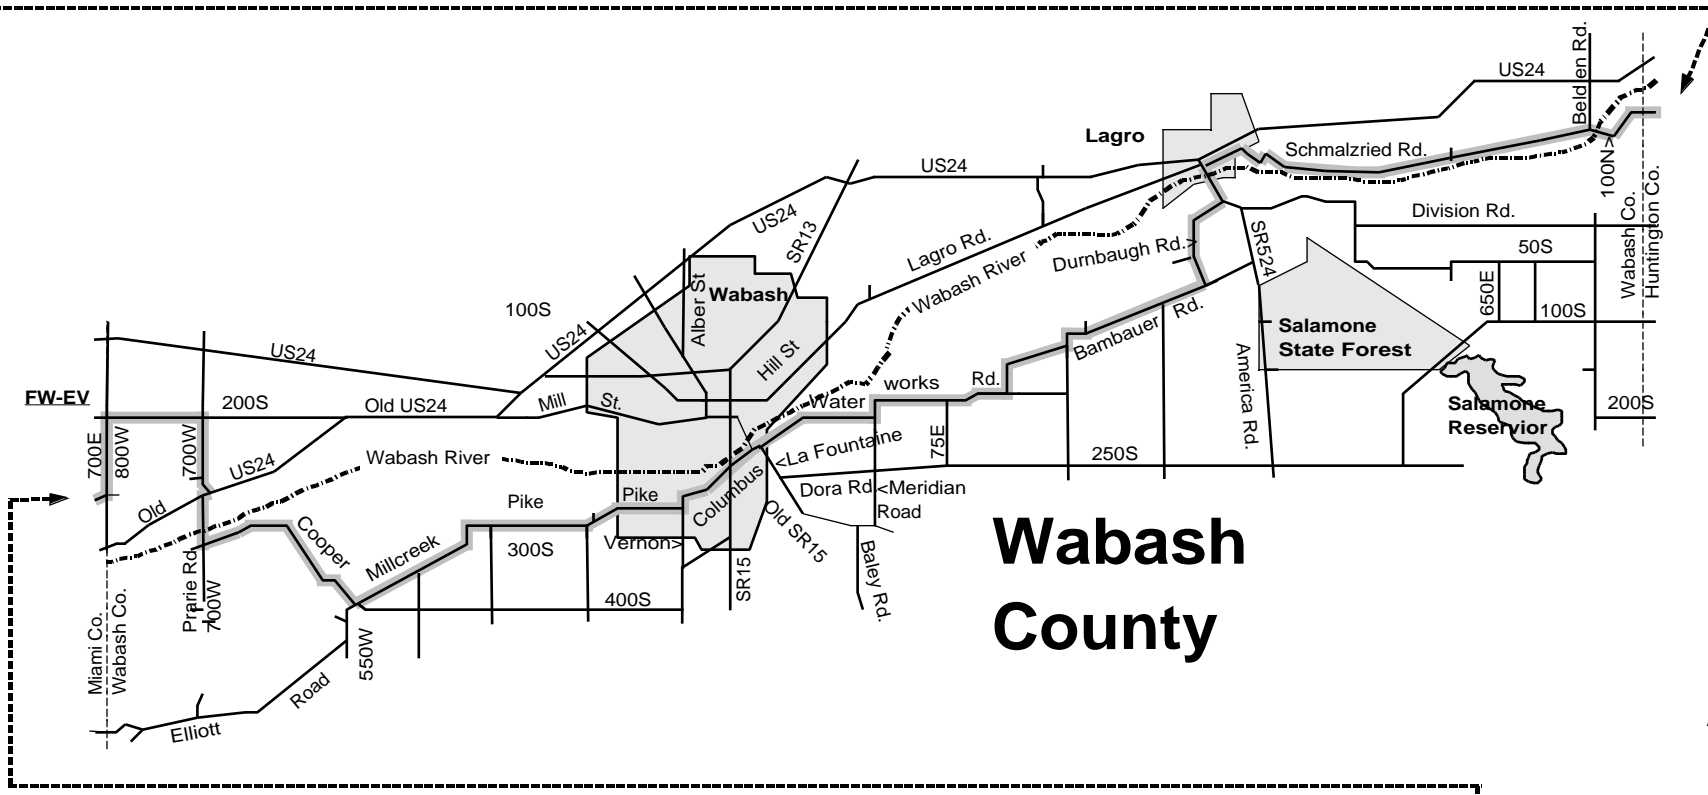 US24
Beldien Rd.
Lagro
Schmalzried Rd.
100N>
US24
Wabash Co.
Huntington Co.
Division Rd.
US24
SR13
Lagro Rd.
Wabash River
Durnbaugh Rd.>
SR524
50S
650E
100S
Alber St
Wabash
100S
US24
Hill St
Bambauer Rd.
Salamone
State Forest
America Rd.
US24
FW-EV
200S
Old US24
Mill St.
Water works Rd.
Salamone
Reservior
200S
700E
800W
700W
Old US24
Wabash River
<La Fountaine
75E
250S
Columbus
Dora Rd.
<Meridian
Road
Pike
Pike
Old SR15
Vernon>
Cooper
Millcreek
300S
SR15
Baley Rd.
Wabash
County
Prarie Rd
700W
400S
Miami Co.
Wabash Co.
550W
Elliott Road